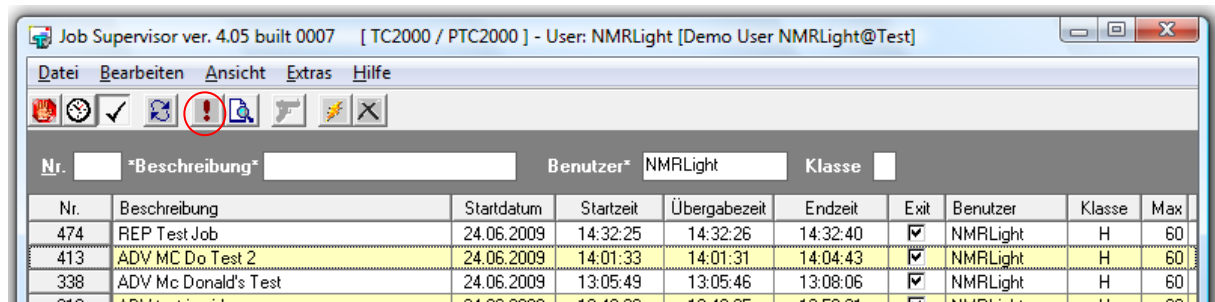 Job Supervisor ver. 4.05 built 0007 [ TC2000 / PTC2000 ] - User: NMRLight [Demo User NMRLight@Test]
Datei Bearbeiten Ansicht Extras Hilfe
Nr. *Beschreibung* Benutzer* NMRLight Klasse
Nr. Beschreibung Startdatum Startzeit Übergabezeit Endzeit Exit Benutzer Klasse Max
474 REP Test Job 24.06.2009 14:32:25 14:32:26 14:32:40 NMRLight H 60
413 ADV MC Do Test 2 24.06.2009 14:01:33 14:01:31 14:04:43 NMRLight H 60
338 ADV Mc Donald's Test 24.06.2009 13:05:49 13:05:46 13:08:06 NMRLight H 60